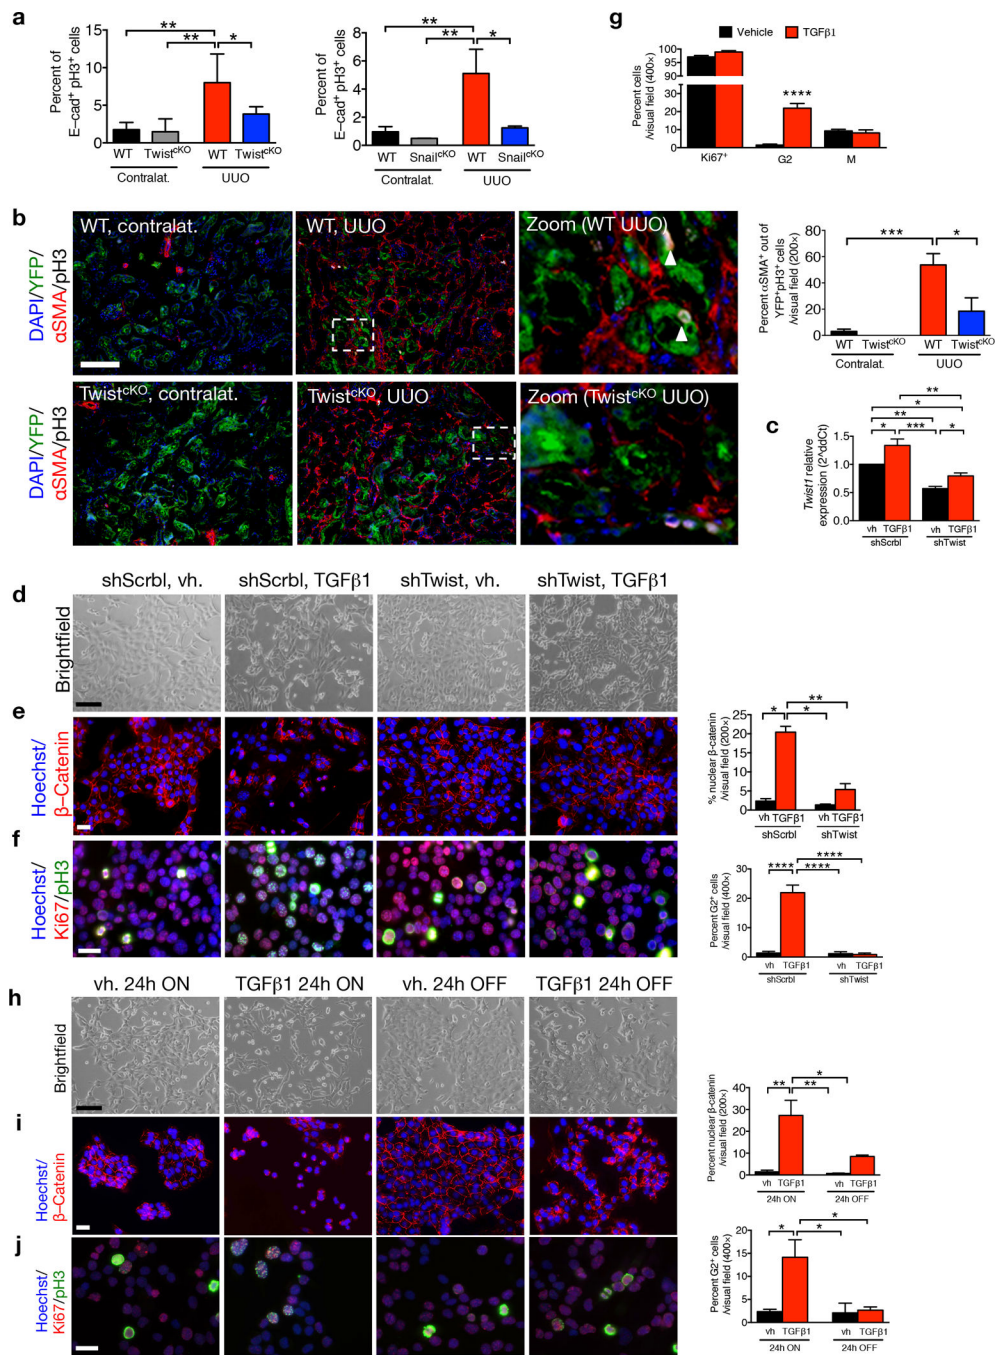 a
Percent of
E–cad⁺ pH3⁺ cells
15
10
5
0
**
**
*
WT
Twistᶜᴷᴼ
WT
Twistᶜᴷᴼ
Contralat.
UUO
Percent of
E–cad⁺ pH3⁺ cells
8
6
4
2
0
**
**
*
WT
Snailᶜᴷᴼ
WT
Snailᶜᴷᴼ
Contralat.
UUO
g
Vehicle
TGFβ1
Percent cells
/visual field (400×)
100
95
90
30
20
10
0
****
Ki67⁺
G2
M
b
DAPI/YFP/
αSMA/pH3
WT, contralat.
WT, UUO
Zoom (WT UUO)
DAPI/YFP/
αSMA/pH3
Twistᶜᴷᴼ, contralat.
Twistᶜᴷᴼ, UUO
Zoom (Twistᶜᴷᴼ UUO)
Percent αSMA⁺ out of
YFP⁺pH3⁺ cells
/visual field (200×)
80
60
40
20
0
***
*
WT
Twistᶜᴷᴼ
WT
Twistᶜᴷᴼ
Contralat.
UUO
c
Twist1 relative
expression (2^ddCt)
1.5
1.0
0.5
0.0
**
*
**
*
***
*
vh
TGFβ1
vh
TGFβ1
shScrbl
shTwist
shScrbl, vh.
shScrbl, TGFβ1
shTwist, vh.
shTwist, TGFβ1
d
Brightfield
e
Hoechst/
β–Catenin
% nuclear β-catenin
/visual field (200×)
25
20
15
10
5
0
**
*
*
vh
TGFβ1
vh
TGFβ1
shScrbl
shTwist
f
Hoechst/
Ki67/pH3
Percent G2⁺ cells
/visual field (400×)
30
20
10
0
****
****
****
vh
TGFβ1
vh
TGFβ1
shScrbl
shTwist
vh. 24h ON
TGFβ1 24h ON
vh. 24h OFF
TGFβ1 24h OFF
h
Brightfield
i
Hoechst/
β–Catenin
Percent nuclear β-catenin
/visual field (200×)
40
30
20
10
0
*
**
**
vh
TGFβ1
vh
TGFβ1
24h ON
24h OFF
j
Hoechst/
Ki67/pH3
Percent G2⁺ cells
/visual field (400×)
20
15
10
5
0
*
*
*
vh
TGFβ1
vh
TGFβ1
24h ON
24h OFF